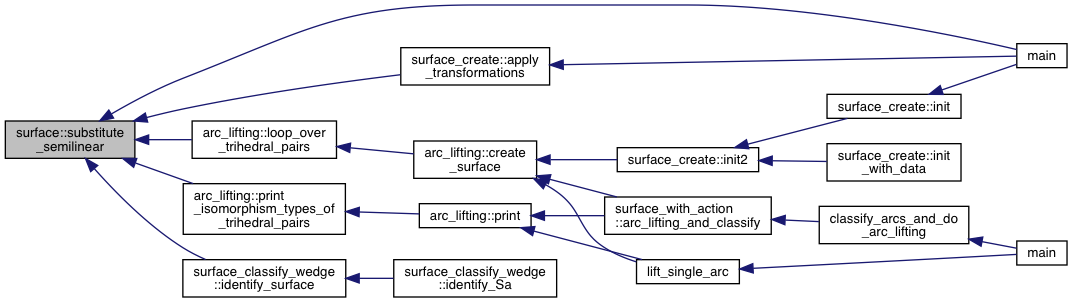 surface::substitute
_semilinear
surface_create::apply
_transformations
main
arc_lifting::loop_over
_trihedral_pairs
arc_lifting::create
_surface
surface_create::init2
surface_create::init
surface_create::init
_with_data
arc_lifting::print
_isomorphism_types_of
_trihedral_pairs
arc_lifting::print
surface_with_action
::arc_lifting_and_classify
classify_arcs_and_do
_arc_lifting
main
lift_single_arc
surface_classify_wedge
::identify_surface
surface_classify_wedge
::identify_Sa